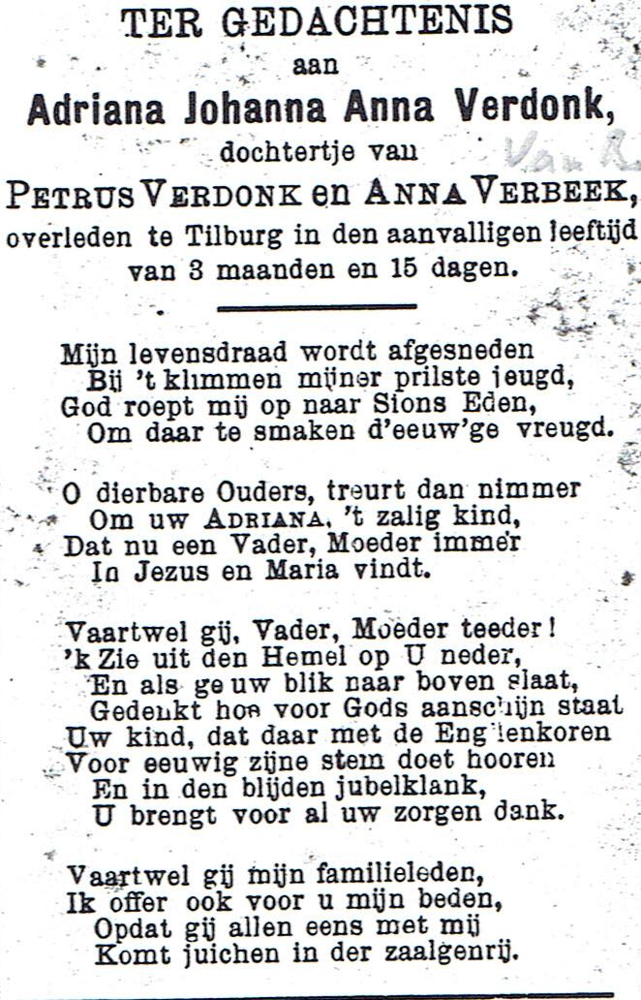 TER GEDACHTENIS
aan
Adriana Johanna Anna Verdonk,
dochtertje van
Van R.
PETRUS VERDONK en ANNA VERBEEK,
overleden te Tilburg in den aanvalligen leeftijd
van 3 maanden en 15 dagen.
Mijn levensdraad wordt afgesneden
Bij 't klimmen mijner prilste jeugd,
God roept mij op naar Sions Eden,
Om daar te smaken d'eeuw'ge vreugd.
O dierbare Ouders, treurt dan nimmer
Om uw ADRIANA, 't zalig kind,
Dat nu een Vader, Moeder immer
In Jezus en Maria vindt.
Vaartwel gij, Vader, Moeder teeder!
'k Zie uit den Hemel op U neder,
En als ge uw blik naar boven slaat,
Gedenkt hoe voor Gods aanschijn staat
Uw kind, dat daar met de Englenkoren
Voor eeuwig zijne stem doet hooren
En in den blijden jubelklank,
U brengt voor al uw zorgen dank.
Vaartwel gij mijn familieleden,
Ik offer ook voor u mijn beden,
Opdat gij allen eens met mij
Komt juichen in der zaalgenrij.